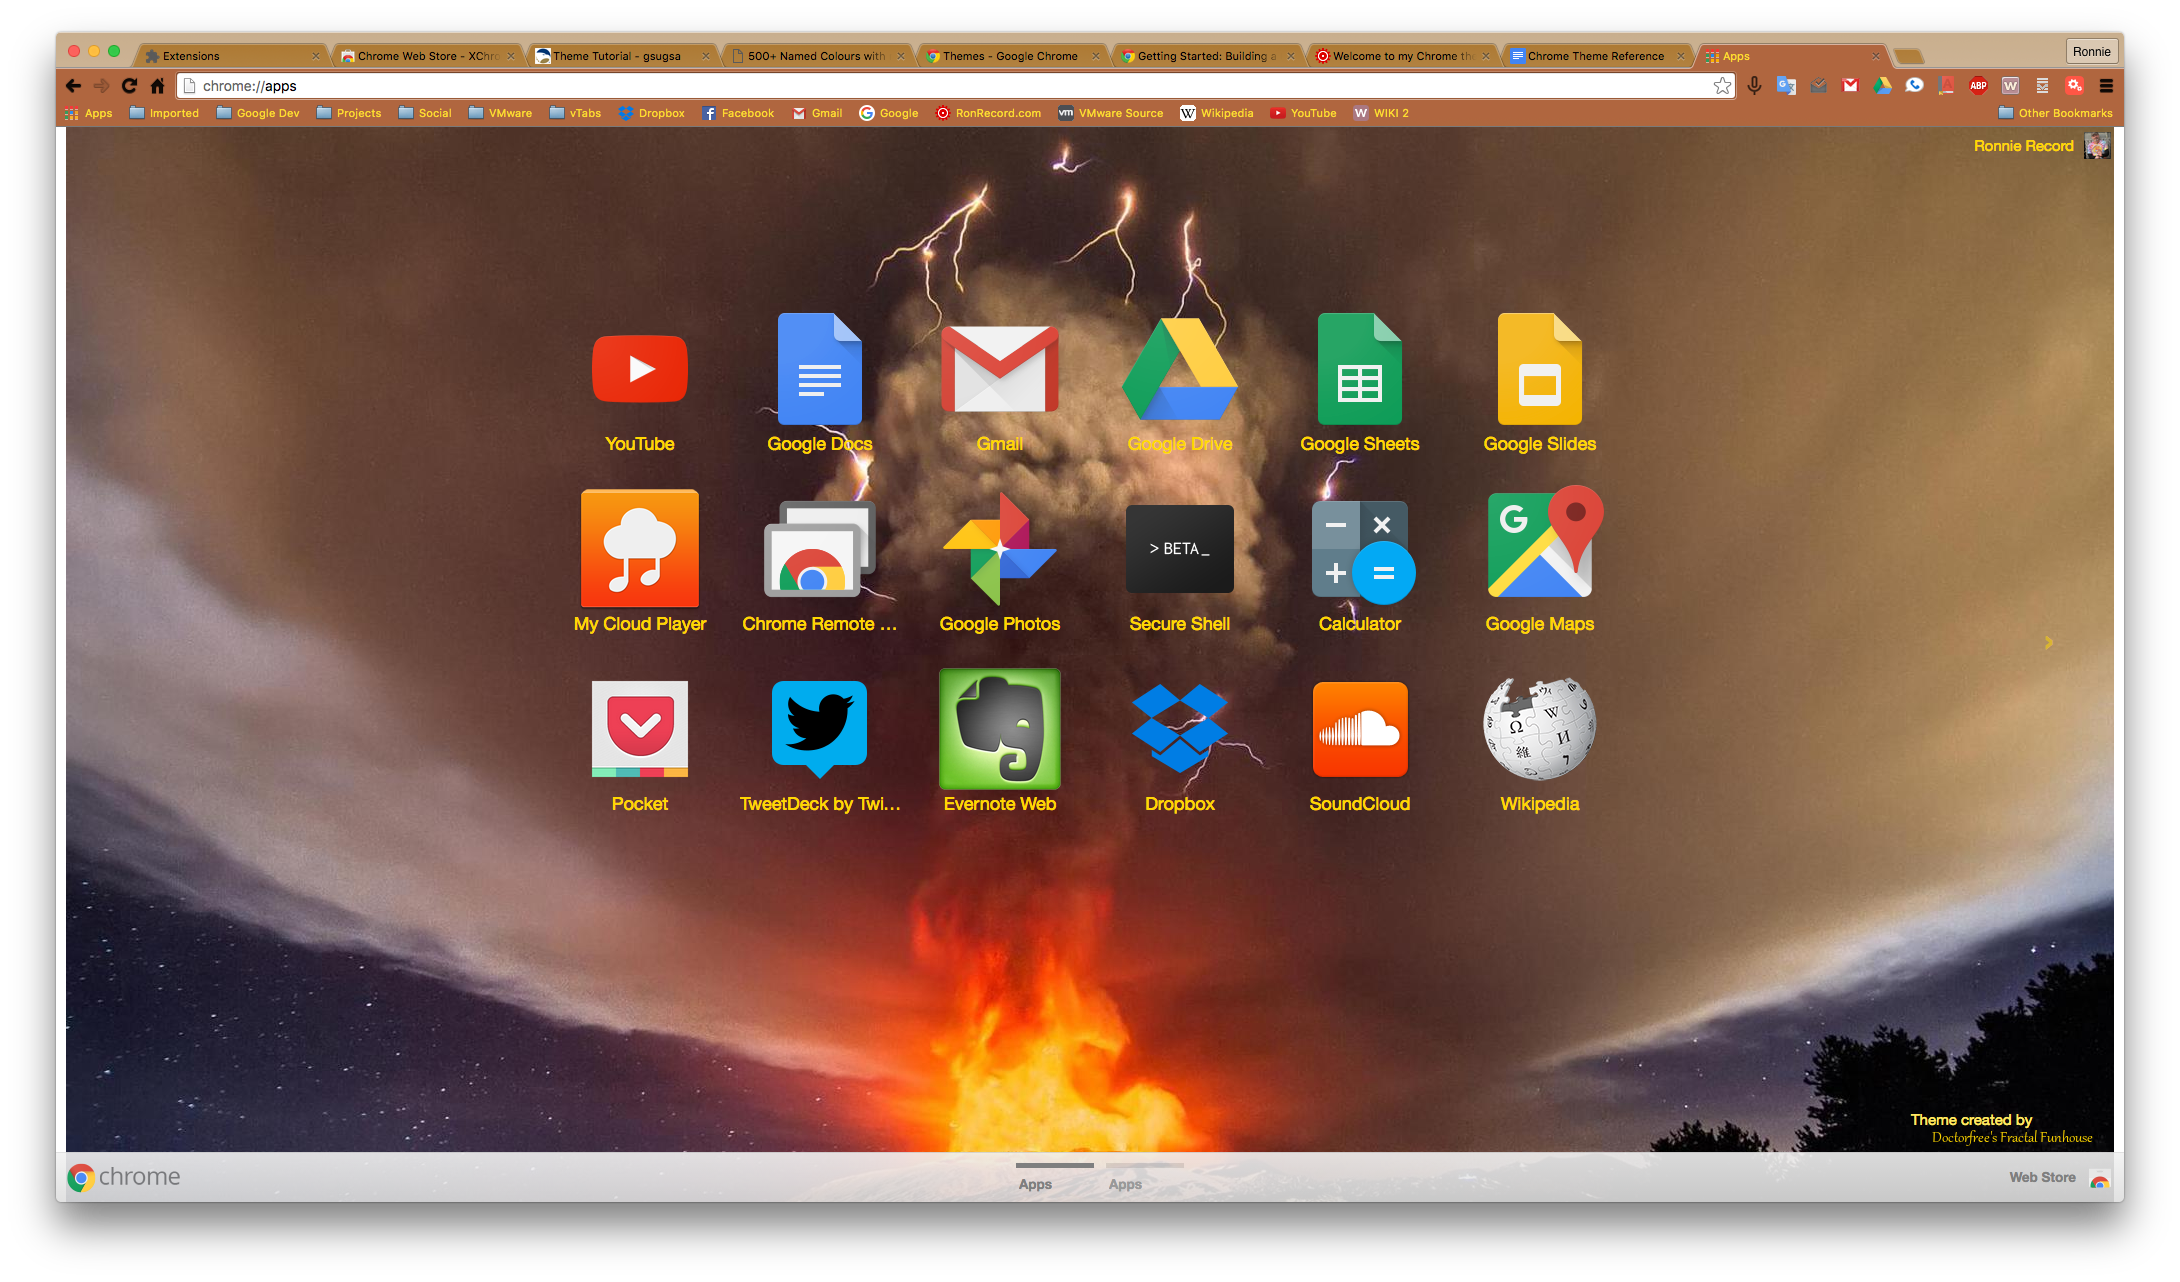 Extensions
Chrome Web Store - XChro
Theme Tutorial - gsugsa
500+ Named Colours with
Themes - Google Chrome
Getting Started: Building a
Welcome to my Chrome th
Chrome Theme Reference
Apps
Ronnie
chrome://apps
Apps
Imported
Google Dev
Projects
Social
VMware
vTabs
Dropbox
Facebook
Gmail
Google
RonRecord.com
VMware Source
Wikipedia
YouTube
WIKI 2
Other Bookmarks
Ronnie Record
YouTube
Google Docs
Gmail
Google Drive
Google Sheets
Google Slides
> BETA_
My Cloud Player
Chrome Remote ...
Google Photos
Secure Shell
Calculator
Google Maps
Pocket
TweetDeck by Twi...
Evernote Web
Dropbox
SoundCloud
Wikipedia
Theme created by
Doctorfree's Fractal Funhouse
chrome
Apps
Apps
Web Store